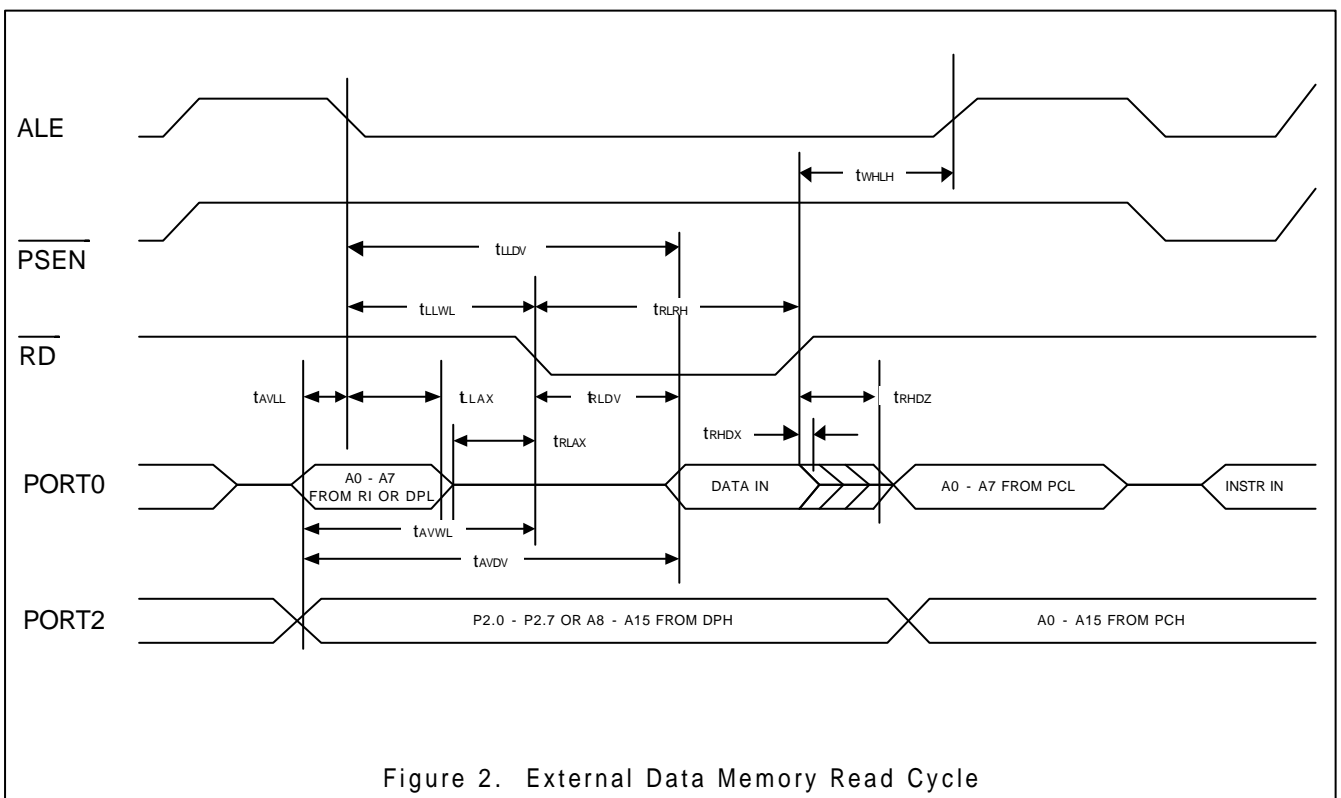 ALE
tWHLH
PSEN
tLLDV
tLLWL
tRLRH
RD
tAVLL
tLLAX
tRLDV
tRHDZ
tRLAX
tRHDX
PORT0
A0 - A7
FROM RI OR DPL
DATA IN
A0 - A7 FROM PCL
INSTR IN
tAVWL
tAVDV
PORT2
P2.0 - P2.7 OR A8 - A15 FROM DPH
A0 - A15 FROM PCH
Figure 2. External Data Memory Read Cycle